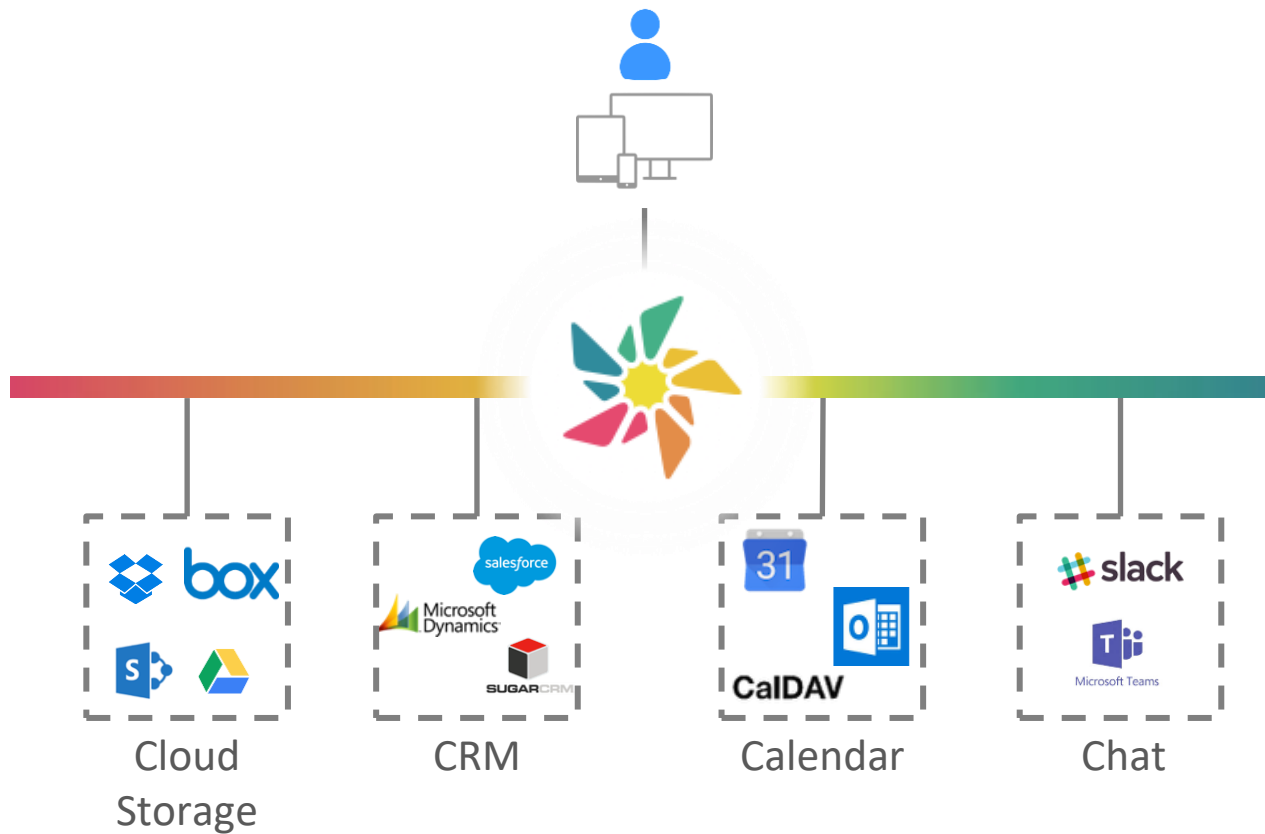 box
S
salesforce
Microsoft
Dynamics
SUGARCRM
31
O
CalDAV
slack
T
Microsoft Teams
Cloud
Storage
CRM
Calendar
Chat